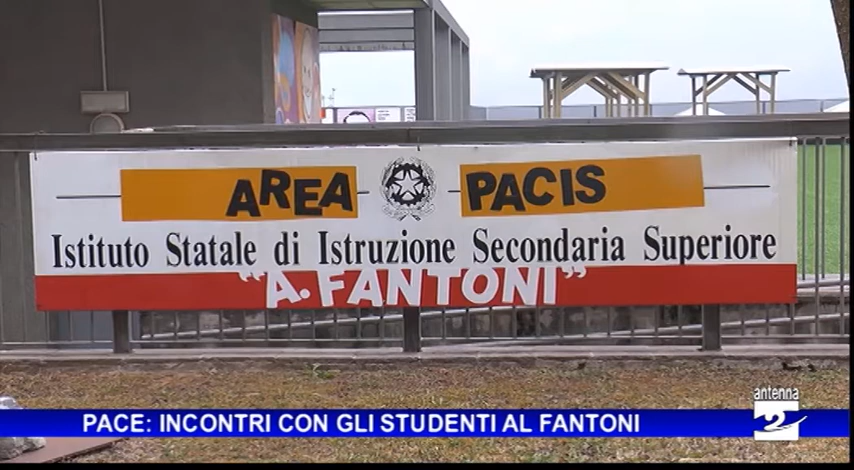 AREA PACIS
Istituto Statale di Istruzione Secondaria Superiore
"A. FANTONI"
antenna
2
PACE: INCONTRI CON GLI STUDENTI AL FANTONI